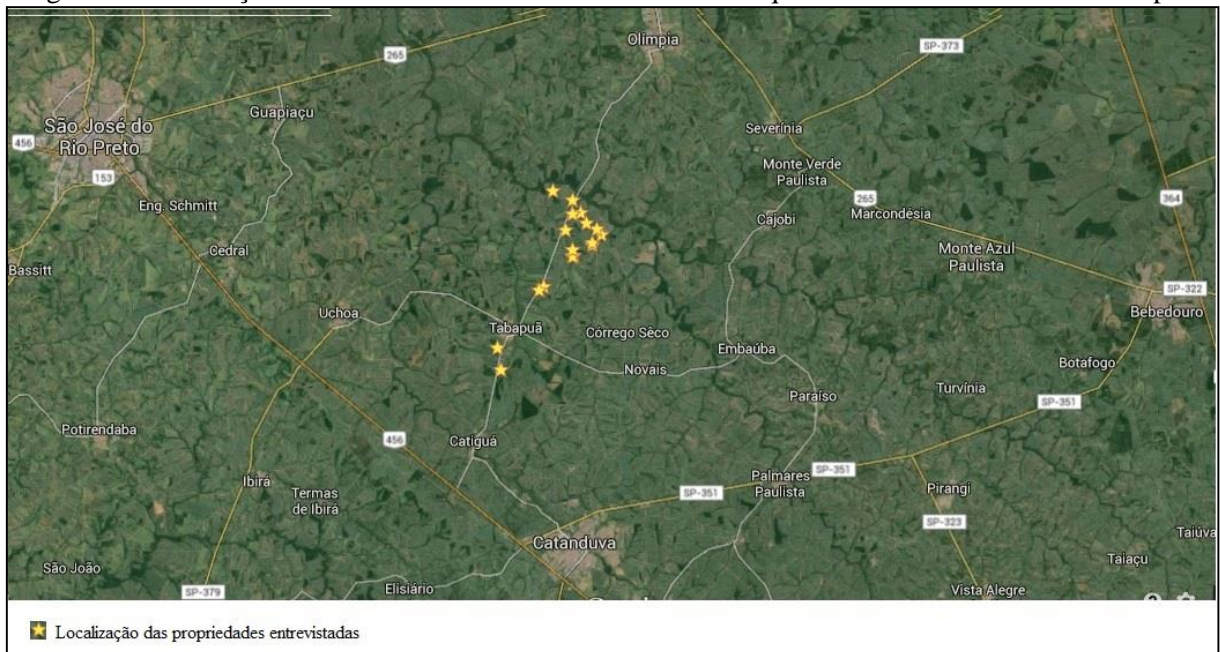 Olimpia
SP-373
265
Guapiaçu
São José do
Rio Preto
456
Severínia
153
Monte Verde
Paulista
Eng. Schmitt
265
364
Cajobi
Marcondésia
Cedral
Monte Azul
Paulista
Bassitt
SP-322
Uchoa
Bebedouro
Tabapuã
Córrego Sêco
Embaúba
Botafogo
Novais
Turvínia
Paraíso
SP-351
Potirendaba
456
Catiguá
Ibirá
Palmares
Paulista
SP-351
SP-351
Pirangi
Termas
de Ibirá
SP-323
Taiúva
Catanduva
Taiaçu
São João
SP-379
Elisiário
Vista Alegre
Localização das propriedades entrevistadas